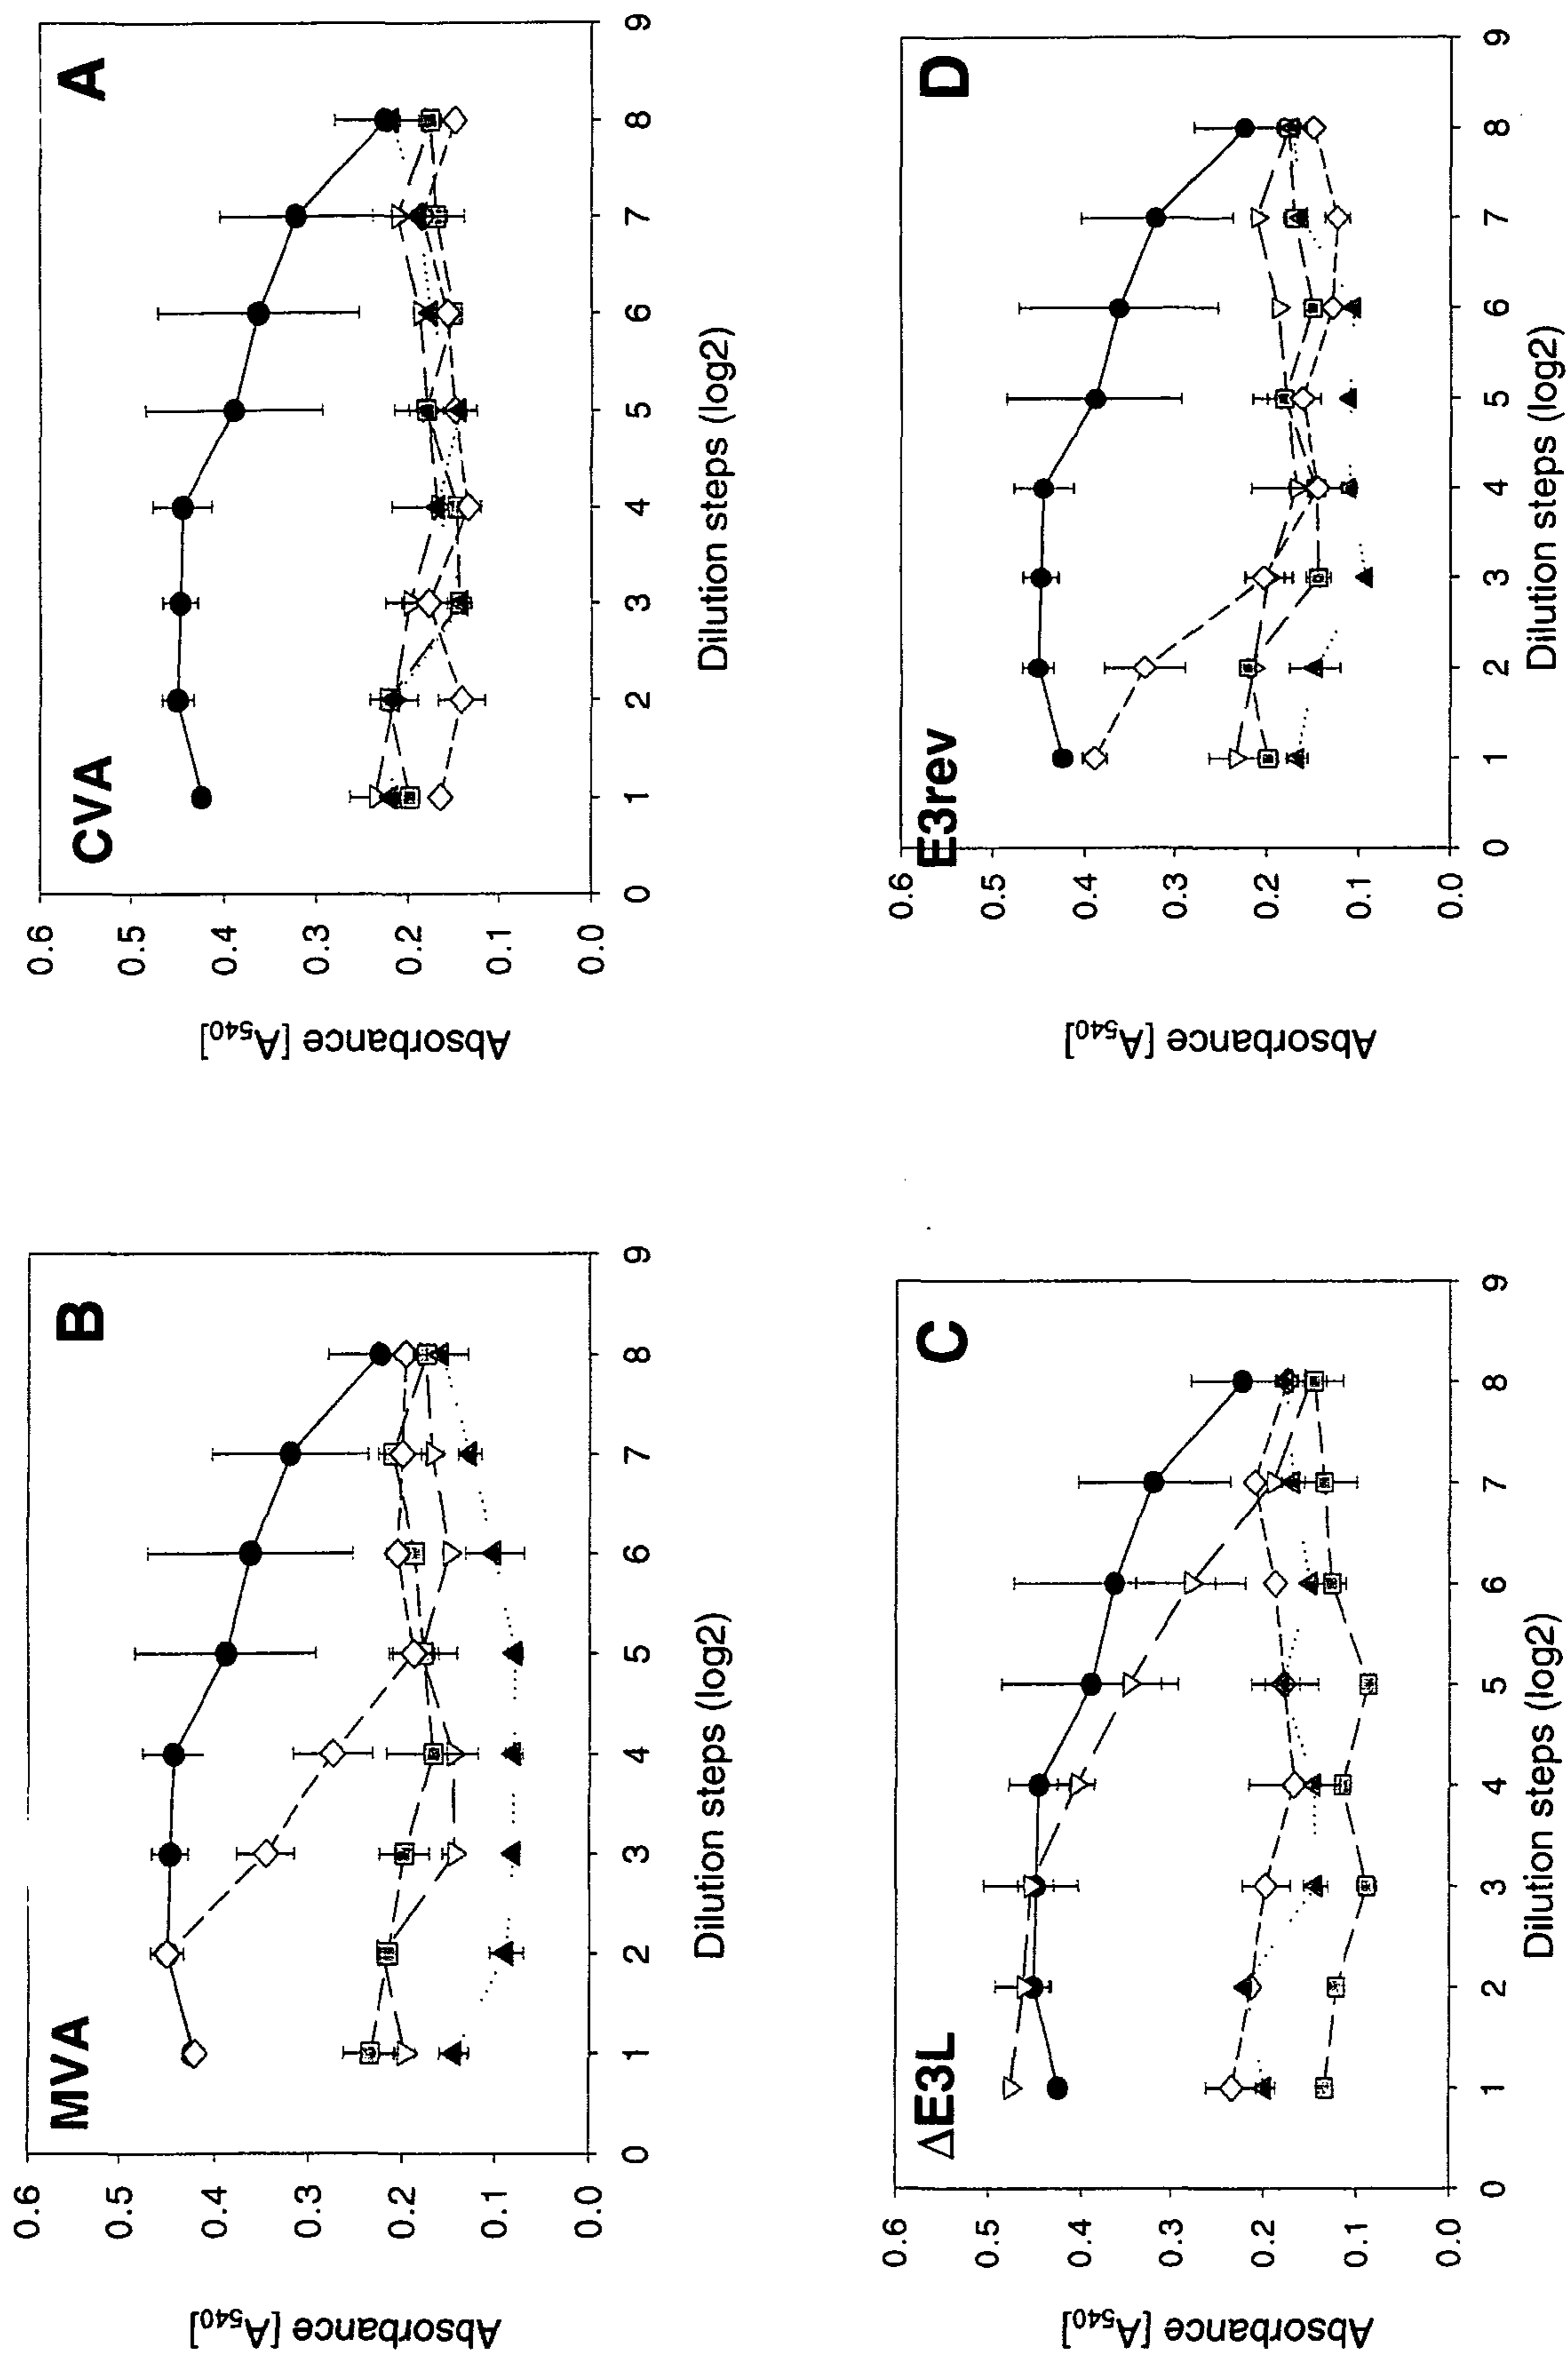 MVA
B
Absorbance [A540]
0.6
0.5
0.4
0.3
0.2
0.1
0.0
0 1 2 3 4 5 6 7 8 9
Dilution steps (log2)
CVA
A
Absorbance [A540]
0.6
0.5
0.4
0.3
0.2
0.1
0.0
0 1 2 3 4 5 6 7 8 9
Dilution steps (log2)
ΔE3L
C
Absorbance [A540]
0.6
0.5
0.4
0.3
0.2
0.1
0.0
0 1 2 3 4 5 6 7 8 9
Dilution steps (log2)
E3rev
D
Absorbance [A540]
0.6
0.5
0.4
0.3
0.2
0.1
0.0
0 1 2 3 4 5 6 7 8 9
Dilution steps (log2)